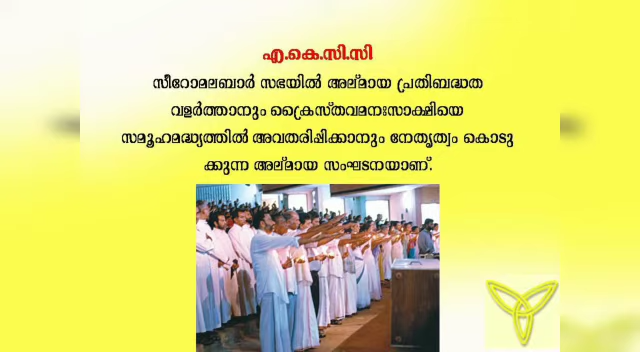 എ.കെ.സി.സി
സീറോമലബാർ സഭയിൽ അല്മായ പ്രതിബദ്ധത
വളർത്താനും ക്രൈസ്തവമനഃസാക്ഷിയെ
സമൂഹമദ്ധ്യത്തിൽ അവതരിപ്പിക്കാനും നേതൃത്വം കൊടു
ക്കുന്ന അല്മായ സംഘടനയാണ്.